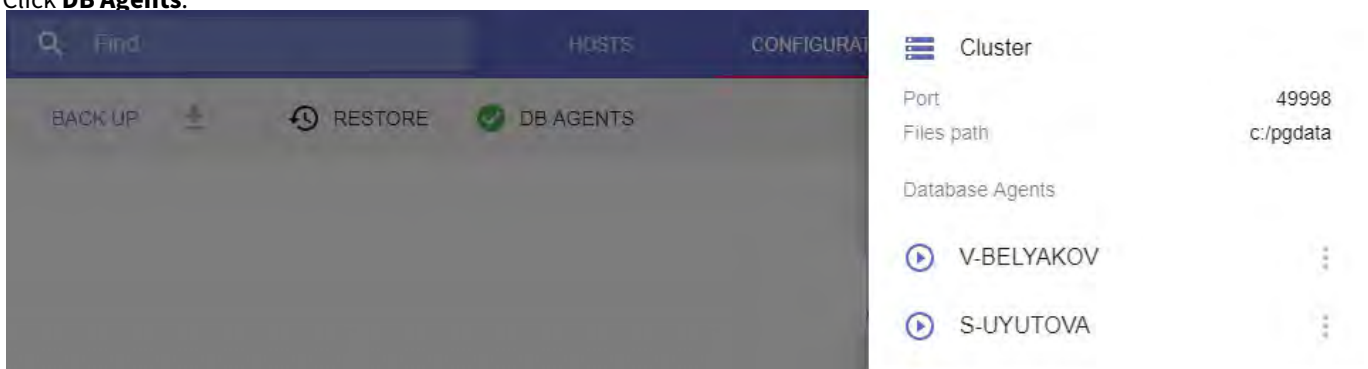 Click DB Agents.
Find
HOSTS
CONFIGURAT
BACK UP
RESTORE
DB AGENTS
Cluster
Port 49998
Files path c:/pgdata
Database Agents
V-BELYAKOV
S-UYUTOVA